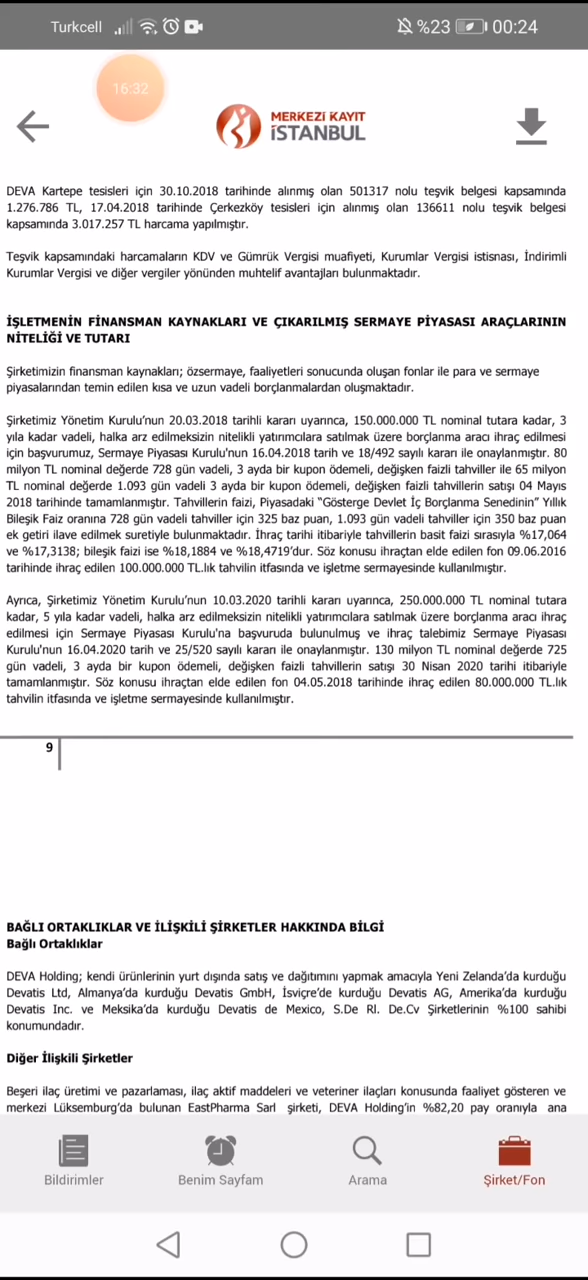 Turkcell %23 00:24
16:32
MERKEZİ KAYIT
İSTANBUL
DEVA Kartepe tesisleri için 30.10.2018 tarihinde alınmış olan 501317 nolu teşvik belgesi kapsamında
1.276.786 TL, 17.04.2018 tarihinde Çerkezköy tesisleri için alınmış olan 136611 nolu teşvik belgesi
kapsamında 3.017.257 TL harcama yapılmıştır.
Teşvik kapsamındaki harcamaların KDV ve Gümrük Vergisi muafiyeti, Kurumlar Vergisi istisnası, İndirimli
Kurumlar Vergisi ve diğer vergiler yönünden muhtelif avantajları bulunmaktadır.
İŞLETMENİN FİNANSMAN KAYNAKLARI VE ÇIKARILMIŞ SERMAYE PİYASASI ARAÇLARININ
NİTELİĞİ VE TUTARI
Şirketimizin finansman kaynakları; özsermaye, faaliyetleri sonucunda oluşan fonlar ile para ve sermaye
piyasalarından temin edilen kısa ve uzun vadeli borçlanmalardan oluşmaktadır.
Şirketimiz Yönetim Kurulu'nun 20.03.2018 tarihli kararı uyarınca, 150.000.000 TL nominal tutara kadar, 3
yıla kadar vadeli, halka arz edilmeksizin nitelikli yatırımcılara satılmak üzere borçlanma aracı ihraç edilmesi
için başvurumuz, Sermaye Piyasası Kurulu'nun 16.04.2018 tarih ve 18/492 sayılı kararı ile onaylanmıştır. 80
milyon TL nominal değerde 728 gün vadeli, 3 ayda bir kupon ödemeli, değişken faizli tahviller ile 65 milyon
TL nominal değerde 1.093 gün vadeli 3 ayda bir kupon ödemeli, değişken faizli tahvillerin satışı 04 Mayıs
2018 tarihinde tamamlanmıştır. Tahvillerin faizi, Piyasadaki "Gösterge Devlet İç Borçlanma Senedinin" Yıllık
Bileşik Faiz oranına 728 gün vadeli tahviller için 325 baz puan, 1.093 gün vadeli tahviller için 350 baz puan
ek getiri ilave edilmek suretiyle bulunmaktadır. İhraç tarihi itibariyle tahvillerin basit faizi sırasıyla %17,064
ve %17,3138; bileşik faizi ise %18,1884 ve %18,4719'dur. Söz konusu ihraçtan elde edilen fon 09.06.2016
tarihinde ihraç edilen 100.000.000 TL.lık tahvilin itfasında ve işletme sermayesinde kullanılmıştır.
Ayrıca, Şirketimiz Yönetim Kurulu'nun 10.03.2020 tarihli kararı uyarınca, 250.000.000 TL nominal tutara
kadar, 5 yıla kadar vadeli, halka arz edilmeksizin nitelikli yatırımcılara satılmak üzere borçlanma aracı ihraç
edilmesi için Sermaye Piyasası Kurulu'na başvuruda bulunulmuş ve ihraç talebimiz Sermaye Piyasası
Kurulu'nun 16.04.2020 tarih ve 25/520 sayılı kararı ile onaylanmıştır. 130 milyon TL nominal değerde 725
gün vadeli, 3 ayda bir kupon ödemeli, değişken faizli tahvillerin satışı 30 Nisan 2020 tarihi itibariyle
tamamlanmıştır. Söz konusu ihraçtan elde edilen fon 04.05.2018 tarihinde ihraç edilen 80.000.000 TL.lık
tahvilin itfasında ve işletme sermayesinde kullanılmıştır.
9
BAĞLI ORTAKLIKLAR VE İLİŞKİLİ ŞİRKETLER HAKKINDA BİLGİ
Bağlı Ortaklıklar
DEVA Holding; kendi ürünlerinin yurt dışında satış ve dağıtımını yapmak amacıyla Yeni Zelanda'da kurduğu
Devatis Ltd, Almanya'da kurduğu Devatis GmbH, İsviçre'de kurduğu Devatis AG, Amerika'da kurduğu
Devatis Inc. ve Meksika'da kurduğu Devatis de Mexico, S.De Rl. De.Cv Şirketlerinin %100 sahibi
konumundadır.
Diğer İlişkili Şirketler
Beşeri ilaç üretimi ve pazarlaması, ilaç aktif maddeleri ve veteriner ilaçları konusunda faaliyet gösteren ve
merkezi Lüksemburg'da bulunan EastPharma Sarl şirketi, DEVA Holding'in %82,20 pay oranıyla ana
Bildirimler Benim Sayfam Arama Şirket/Fon